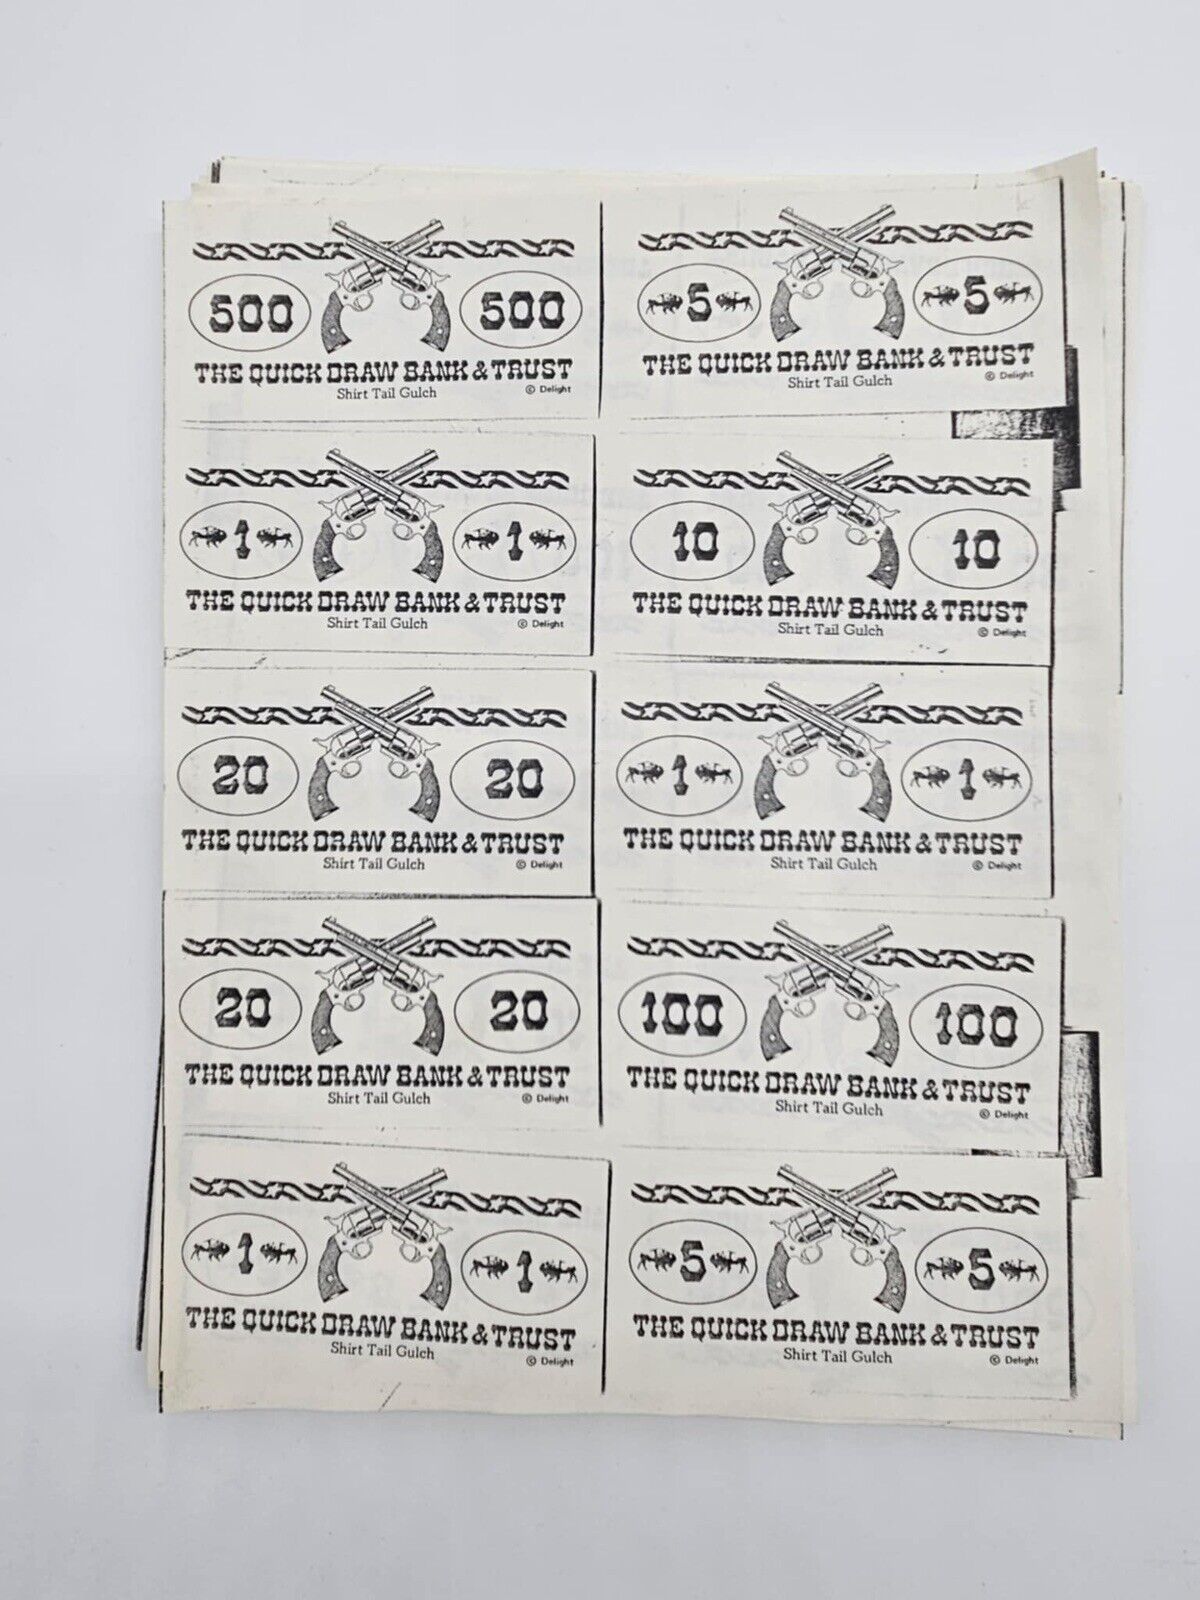 500 500
THE QUICK DRAW BANK & TRUST
Shirt Tail Gulch
© Delight
5 5
THE QUICK DRAW BANK & TRUST
Shirt Tail Gulch
© Delight
1 1
THE QUICK DRAW BANK & TRUST
Shirt Tail Gulch
© Delight
10 10
THE QUICK DRAW BANK & TRUST
Shirt Tail Gulch
© Delight
20 20
THE QUICK DRAW BANK & TRUST
Shirt Tail Gulch
© Delight
1 1
THE QUICK DRAW BANK & TRUST
Shirt Tail Gulch
© Delight
20 20
THE QUICK DRAW BANK & TRUST
Shirt Tail Gulch
© Delight
100 100
THE QUICK DRAW BANK & TRUST
Shirt Tail Gulch
© Delight
1 1
THE QUICK DRAW BANK & TRUST
Shirt Tail Gulch
© Delight
5 5
THE QUICK DRAW BANK & TRUST
Shirt Tail Gulch
© Delight